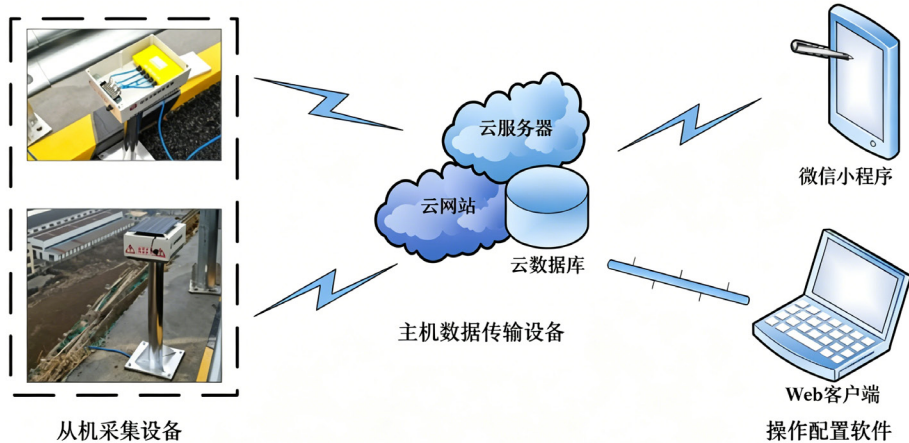 云服务器
云网站
云数据库
主机数据传输设备
微信小程序
Web客户端
从机采集设备
操作配置软件